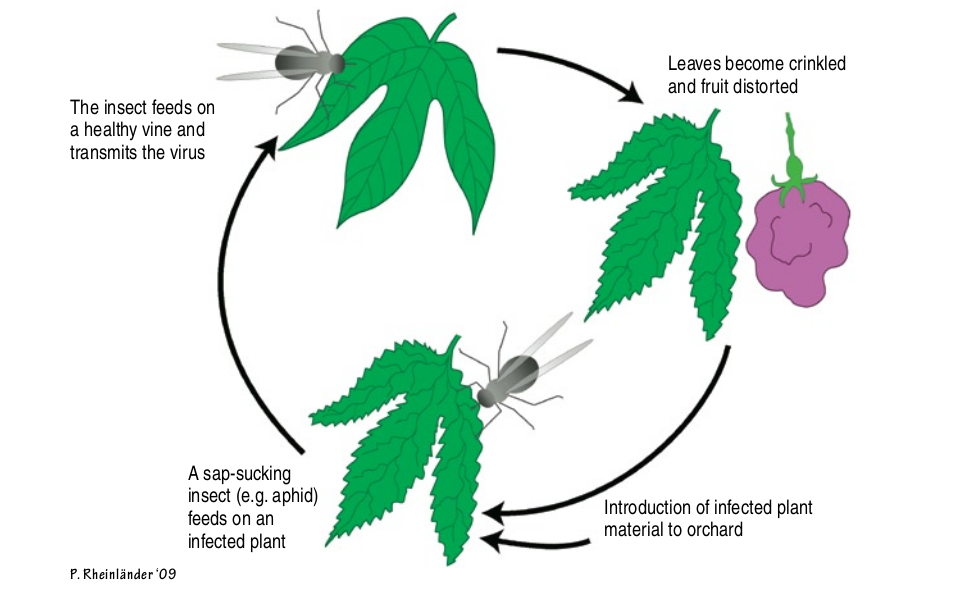 Leaves become crinkled
and fruit distorted
The insect feeds on
a healthy vine and
transmits the virus
A sap-sucking
insect (e.g. aphid)
feeds on an
infected plant
Introduction of infected plant
material to orchard
P. Rheinländer '09